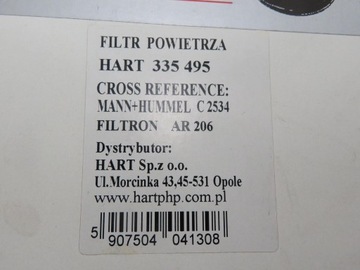 FILTR POWIETRZA
HART 335 495
CROSS REFERENCE:
MANN+HUMMEL C 2534
FILTRON AR 206
Dystrybutor:
HART Sp.z o.o.
Ul.Morcinka 43,45-531 Opole
www.hartphp.com.pl
5 907504 041308